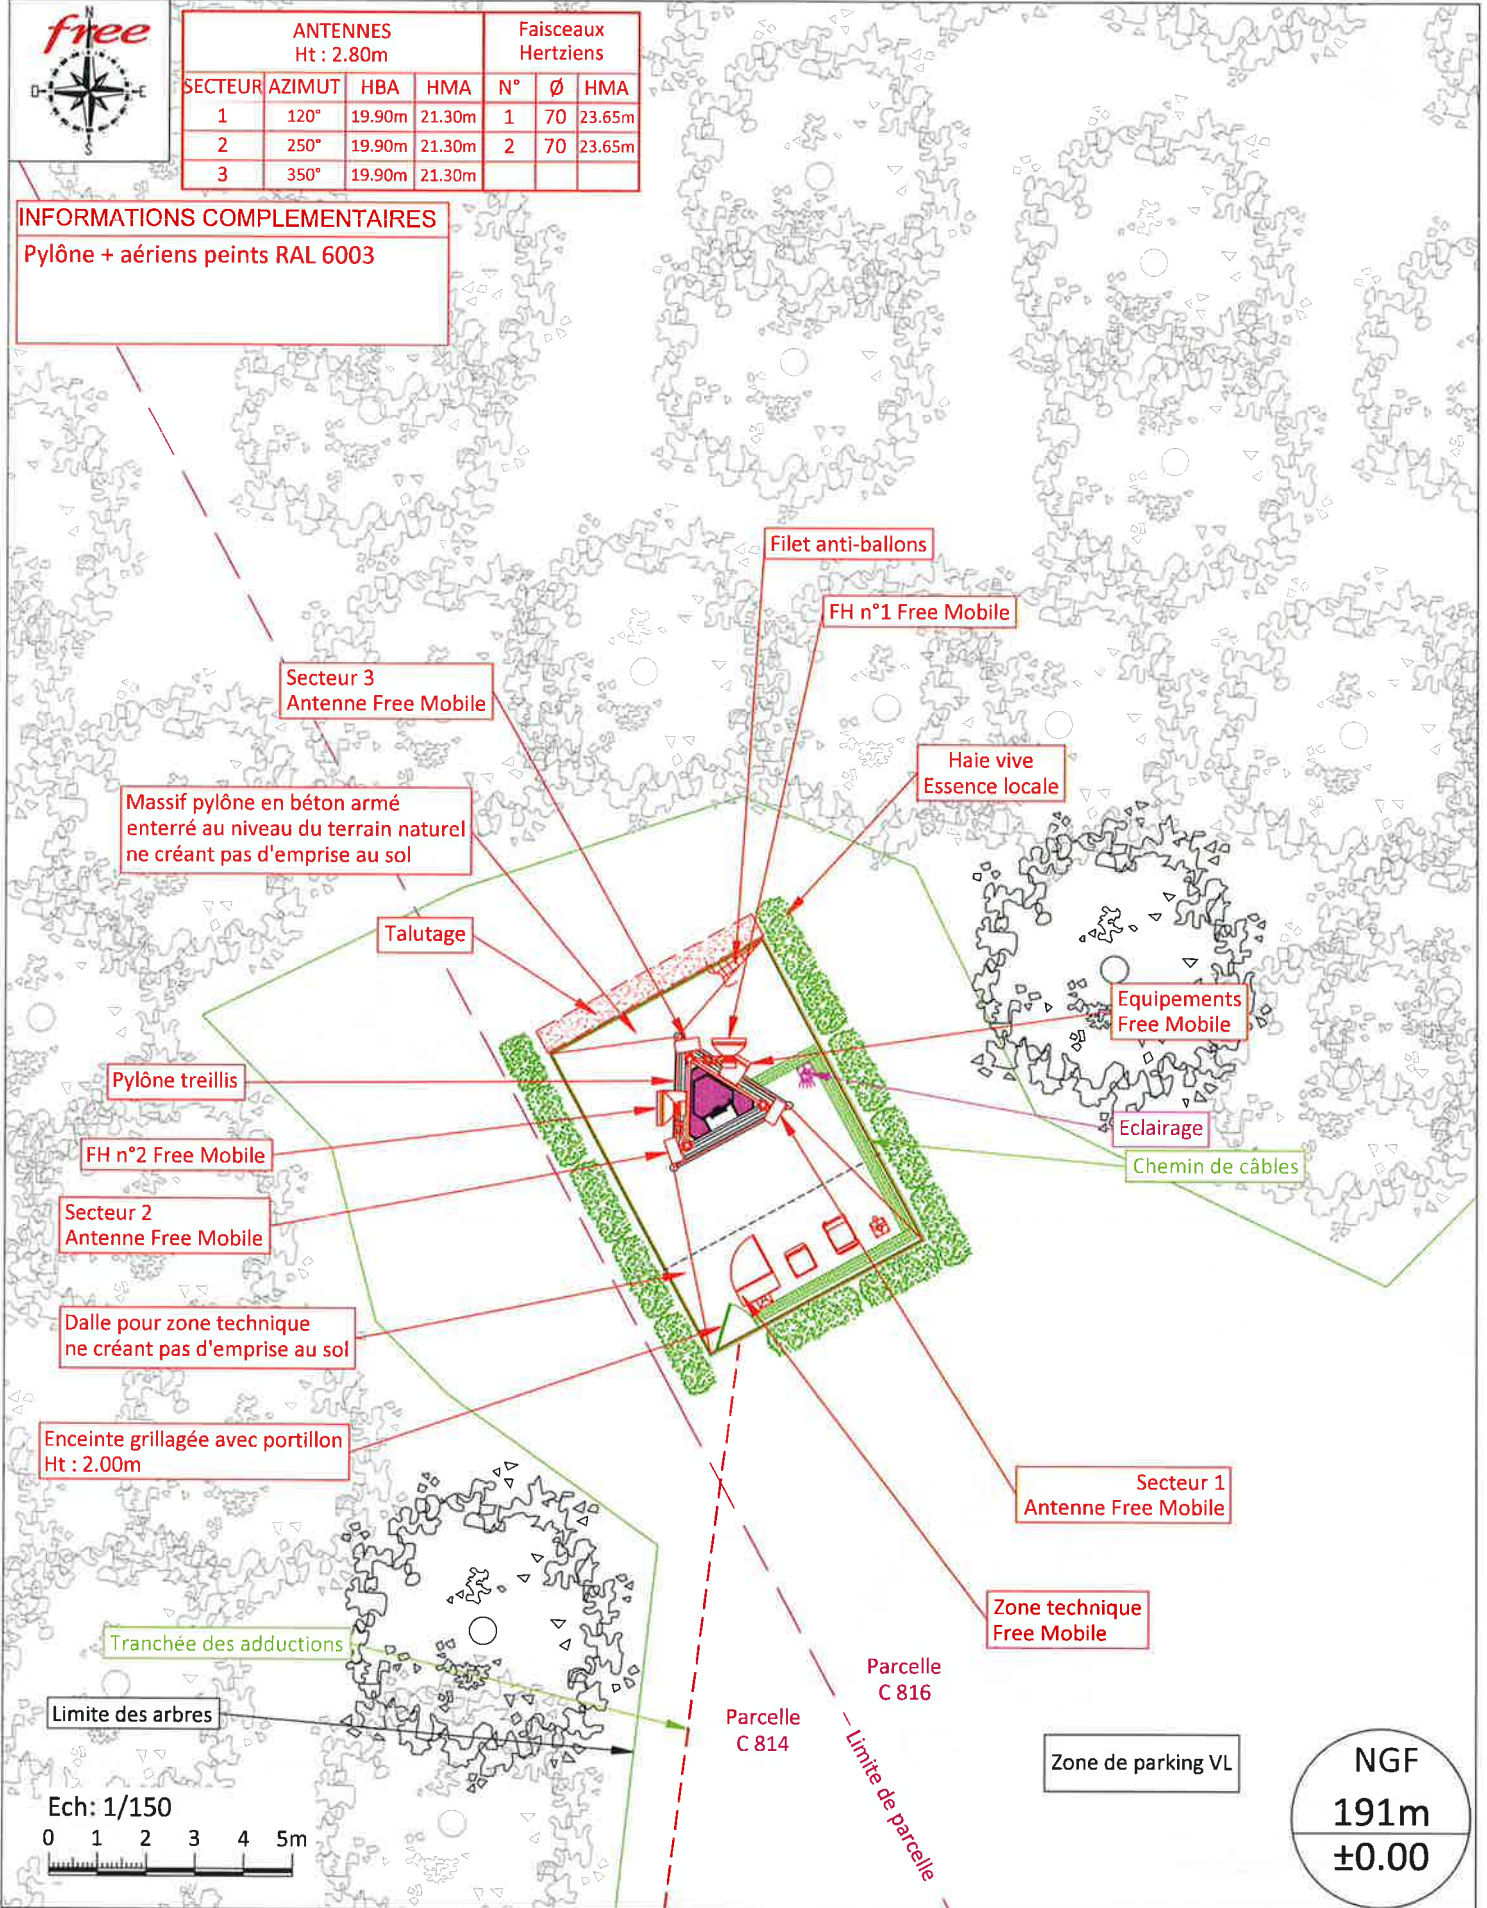 free
N
O
E
S
ANTENNES
Ht : 2.80m
Faisceaux
Hertziens
SECTEUR AZIMUT HBA HMA N° Ø HMA
1 120° 19.90m 21.30m 1 70 23.65m
2 250° 19.90m 21.30m 2 70 23.65m
3 350° 19.90m 21.30m
INFORMATIONS COMPLEMENTAIRES
Pylône + aériens peints RAL 6003
Filet anti-ballons
FH n°1 Free Mobile
Secteur 3
Antenne Free Mobile
Haie vive
Essence locale
Massif pylône en béton armé
enterré au niveau du terrain naturel
ne créant pas d'emprise au sol
Talutage
Equipements
Free Mobile
Pylône treillis
Eclairage
FH n°2 Free Mobile
Chemin de câbles
Secteur 2
Antenne Free Mobile
Dalle pour zone technique
ne créant pas d'emprise au sol
Enceinte grillagée avec portillon
Ht : 2.00m
Secteur 1
Antenne Free Mobile
Zone technique
Free Mobile
Tranchée des adductions
Parcelle
C 816
Limite des arbres
Parcelle
C 814
Limite de parcelle
Zone de parking VL
NGF
191m
±0.00
Ech: 1/150
0 1 2 3 4 5m